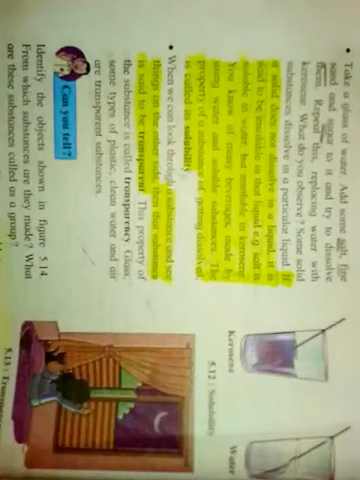 • Take a glass of water. Add some salt, fine
sand and sugar to it and try to dissolve
them. Repeat this, replacing water with
kerosene. What do you observe? Some solid
substances dissolve in a particular liquid. If
a solid does not dissolve in a liquid, it is
said to be insoluble in that liquid e.g. salt is
soluble in water, but insoluble in kerosene.
You know of many beverages, made by
using water and soluble substances. The
property of a substance of getting dissolved
is called its solubility
• When we can look through a substance and see
things on the other side, then that substance
is said to be transparent. This property of
the substance is called transparency. Glass,
some types of plastic, clean water and air
are transparent substances
Can you tell?
Identify the objects shown in figure 5.14.
From which substances are they made? What
are these substances called as a group?
Kerosene
Water
5.12 : Solubility
5.13 :